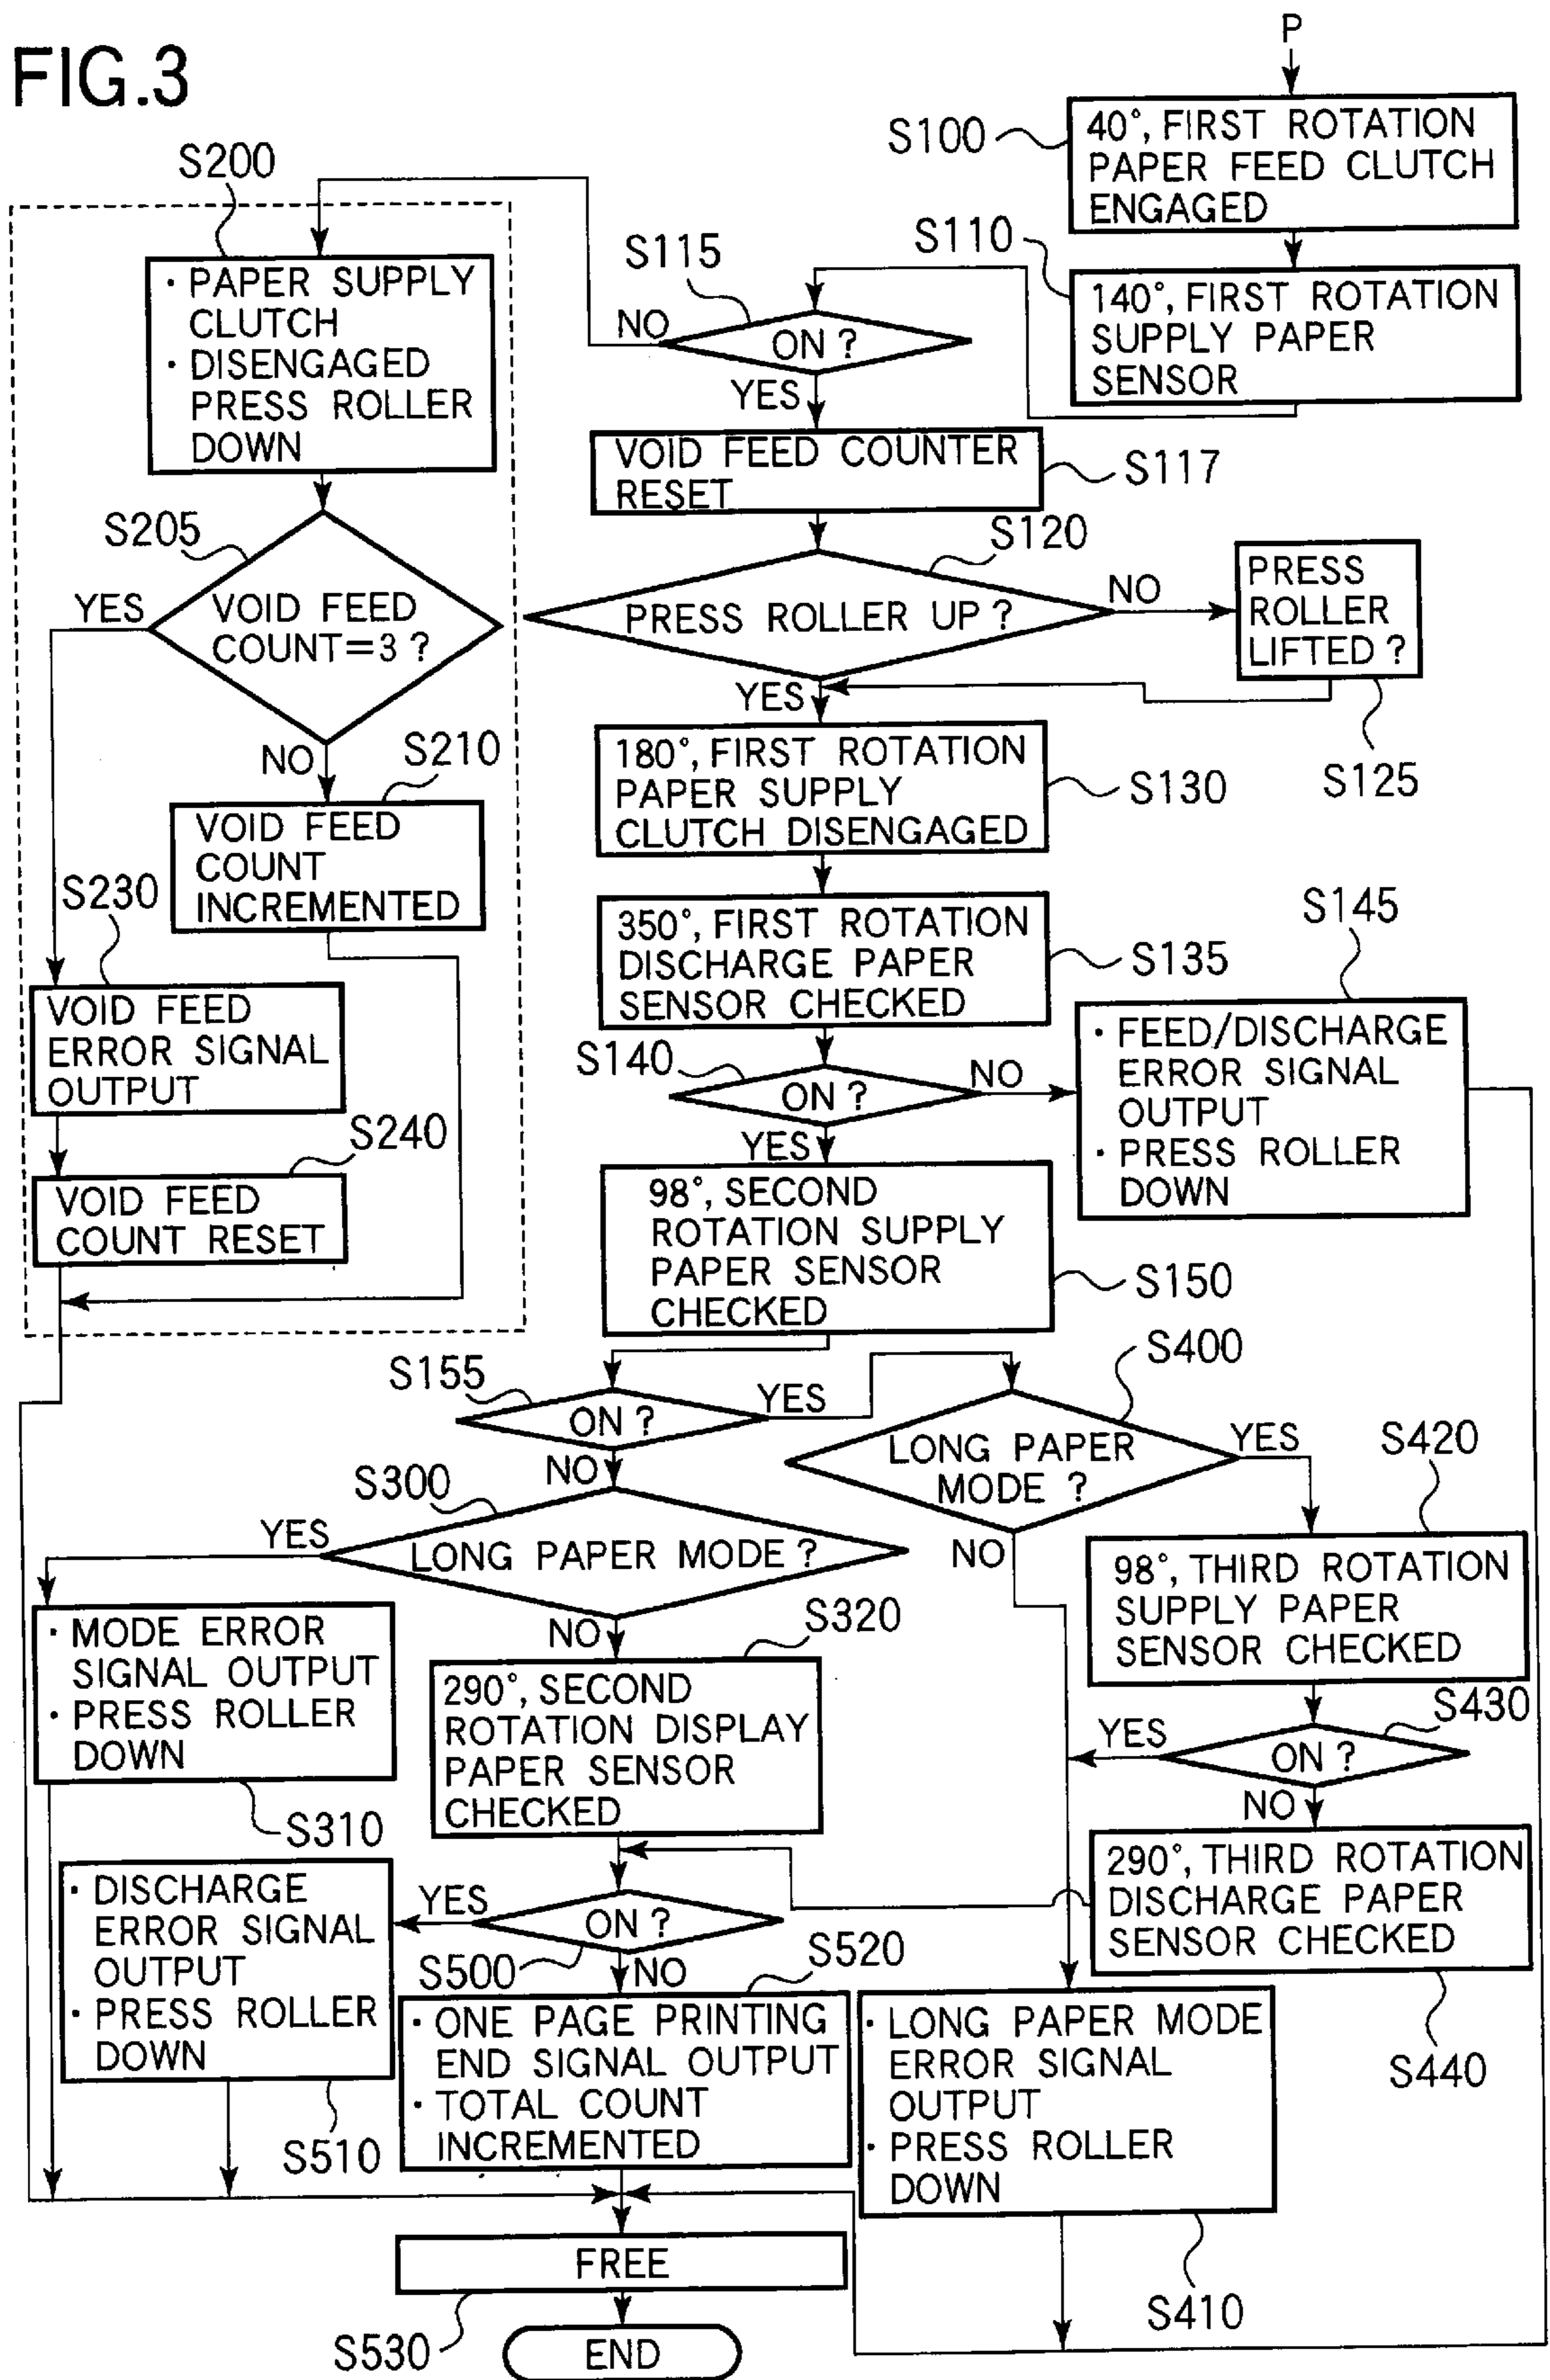 FIG.3
P
S100
40°, FIRST ROTATION
PAPER FEED CLUTCH
ENGAGED
S110
140°, FIRST ROTATION
SUPPLY PAPER
SENSOR
S115
ON ?
NO
YES
S200
· PAPER SUPPLY
CLUTCH
· DISENGAGED
PRESS ROLLER
DOWN
S117
VOID FEED COUNTER
RESET
S205
VOID FEED
COUNT=3 ?
YES
NO
S120
PRESS ROLLER UP ?
NO
YES
PRESS
ROLLER
LIFTED ?
S125
S210
VOID FEED
COUNT
INCREMENTED
S130
180°, FIRST ROTATION
PAPER SUPPLY
CLUTCH DISENGAGED
S230
VOID FEED
ERROR SIGNAL
OUTPUT
S135
350°, FIRST ROTATION
DISCHARGE PAPER
SENSOR CHECKED
S140
ON ?
NO
YES
S145
· FEED/DISCHARGE
ERROR SIGNAL
OUTPUT
· PRESS ROLLER
DOWN
S240
VOID FEED
COUNT RESET
S150
98°, SECOND
ROTATION SUPPLY
PAPER SENSOR
CHECKED
S155
ON ?
YES
NO
S400
LONG PAPER
MODE ?
YES
NO
S300
LONG PAPER MODE ?
YES
NO
S420
98°, THIRD ROTATION
SUPPLY PAPER
SENSOR CHECKED
· MODE ERROR
SIGNAL OUTPUT
· PRESS ROLLER
DOWN
S310
S320
290°, SECOND
ROTATION DISPLAY
PAPER SENSOR
CHECKED
S430
ON ?
YES
NO
290°, THIRD ROTATION
DISCHARGE PAPER
SENSOR CHECKED
S440
ON ?
YES
S500
NO
· DISCHARGE
ERROR SIGNAL
OUTPUT
· PRESS ROLLER
DOWN
S510
S520
· ONE PAGE PRINTING
END SIGNAL OUTPUT
· TOTAL COUNT
INCREMENTED
· LONG PAPER MODE
ERROR SIGNAL
OUTPUT
· PRESS ROLLER
DOWN
S410
FREE
S530
END